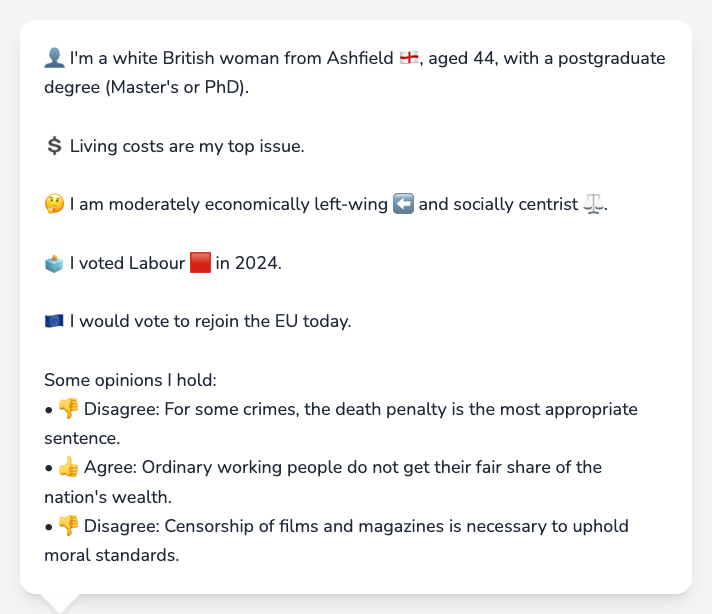 👤 I'm a white British woman from Ashfield 🏴󠁧󠁢󠁥󠁮󠁧󠁿, aged 44, with a postgraduate
degree (Master's or PhD).
💲 Living costs are my top issue.
🤔 I am moderately economically left-wing ⬅️ and socially centrist ⚖️.
🗳️ I voted Labour 🟥 in 2024.
🇪🇺 I would vote to rejoin the EU today.
Some opinions I hold:
• 👎 Disagree: For some crimes, the death penalty is the most appropriate
sentence.
• 👍 Agree: Ordinary working people do not get their fair share of the
nation's wealth.
• 👎 Disagree: Censorship of films and magazines is necessary to uphold
moral standards.